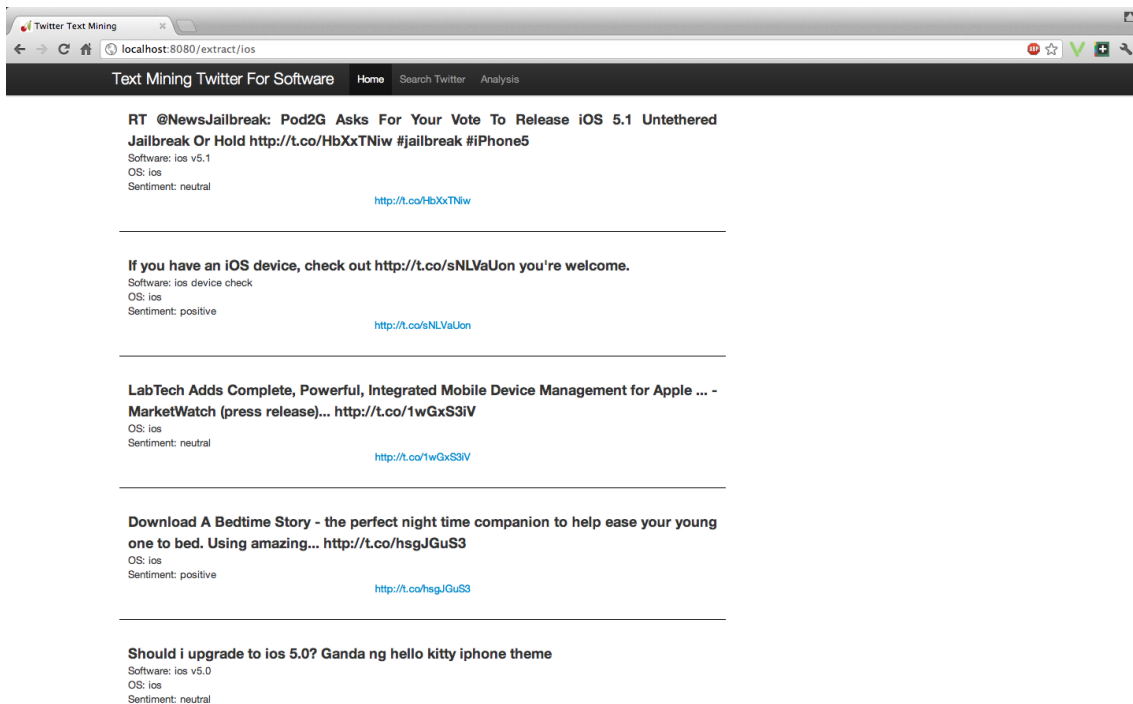 Twitter Text Mining
localhost:8080/extract/ios
Text Mining Twitter For Software Home Search Twitter Analysis
RT @NewsJailbreak: Pod2G Asks For Your Vote To Release iOS 5.1 Untethered
Jailbreak Or Hold http://t.co/HbXxTNiw #jailbreak #iPhone5
Software: ios v5.1
OS: ios
Sentiment: neutral
http://t.co/HbXxTNiw
If you have an iOS device, check out http://t.co/sNLVaUon you're welcome.
Software: ios device check
OS: ios
Sentiment: positive
http://t.co/sNLVaUon
LabTech Adds Complete, Powerful, Integrated Mobile Device Management for Apple ... -
MarketWatch (press release)... http://t.co/1wGxS3iV
OS: ios
Sentiment: neutral
http://t.co/1wGxS3iV
Download A Bedtime Story - the perfect night time companion to help ease your young
one to bed. Using amazing... http://t.co/hsgJGuS3
OS: ios
Sentiment: positive
http://t.co/hsgJGuS3
Should i upgrade to ios 5.0? Ganda ng hello kitty iphone theme
Software: ios v5.0
OS: ios
Sentiment: neutral